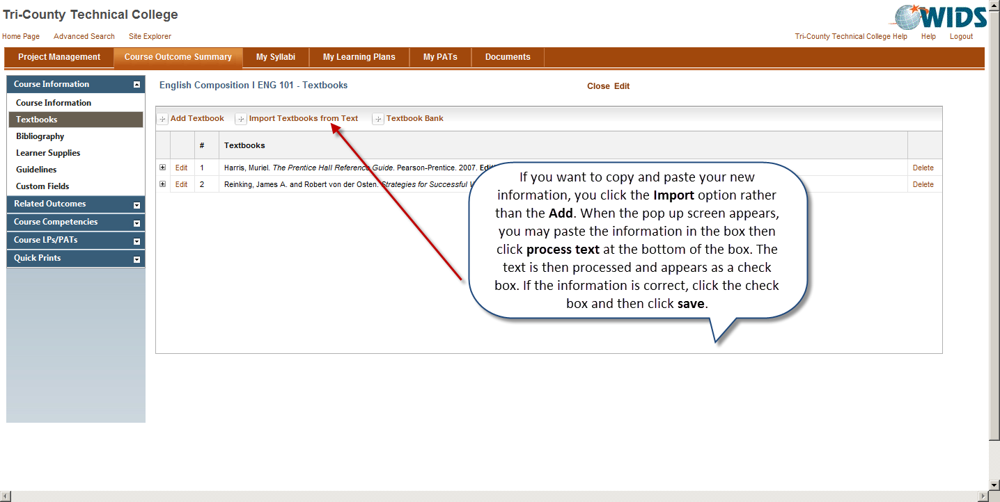 Tri-County Technical College
WIDS
Home Page Advanced Search Site Explorer
Tri-County Technical College Help Help Logout
Project Management Course Outcome Summary My Syllabi My Learning Plans My PATs Documents
Course Information
Course Information
Textbooks
Bibliography
Learner Supplies
Guidelines
Custom Fields
Related Outcomes
Course Competencies
Course LPs/PATs
Quick Prints
English Composition I ENG 101 - Textbooks
Close Edit
Add Textbook Import Textbooks from Text Textbook Bank
# Textbooks
Edit 1 Harris, Muriel. The Prentice Hall Reference Guide. Pearson-Prentice. 2007. Delete
Edit 2 Reinking, James A. and Robert von der Osten. Strategies for Successful Delete
If you want to copy and paste your new
information, you click the Import option rather
than the Add. When the pop up screen appears,
you may paste the information in the box then
click process text at the bottom of the box. The
text is then processed and appears as a check
box. If the information is correct, click the check
box and then click save.